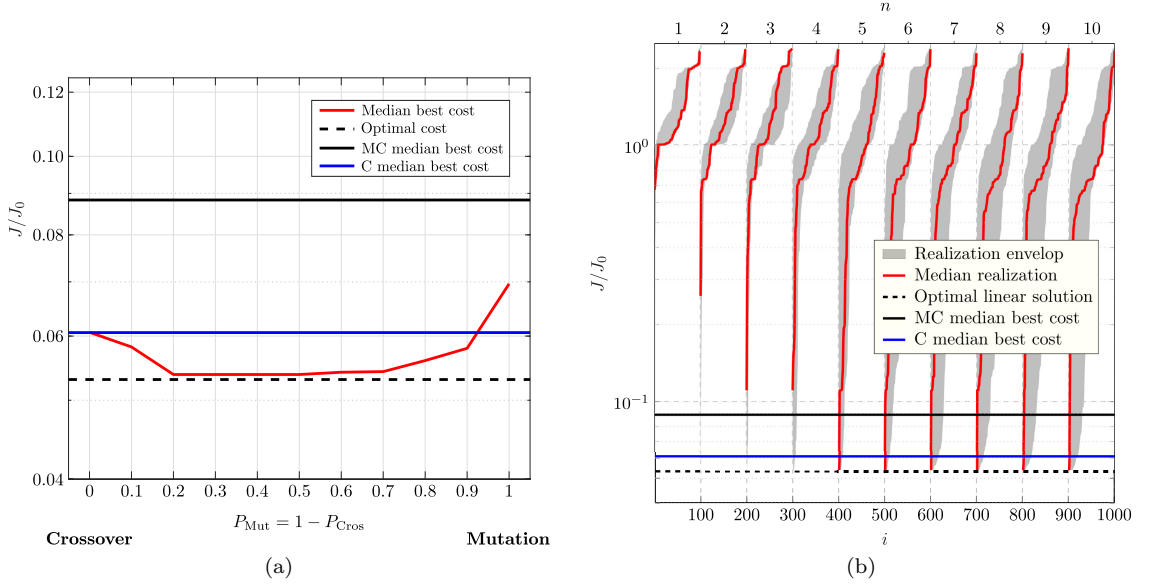 0.12
0.10
0.08
0.06
0.04
J/J₀
Median best cost
Optimal cost
MC median best cost
C median best cost
0 0.1 0.2 0.3 0.4 0.5 0.6 0.7 0.8 0.9 1
P_Mut = 1 − P_Cros
Crossover Mutation
(a)
n
1 2 3 4 5 6 7 8 9 10
10⁰
10⁻¹
J/J₀
Realization envelop
Median realization
Optimal linear solution
MC median best cost
C median best cost
100 200 300 400 500 600 700 800 900 1000
i
(b)